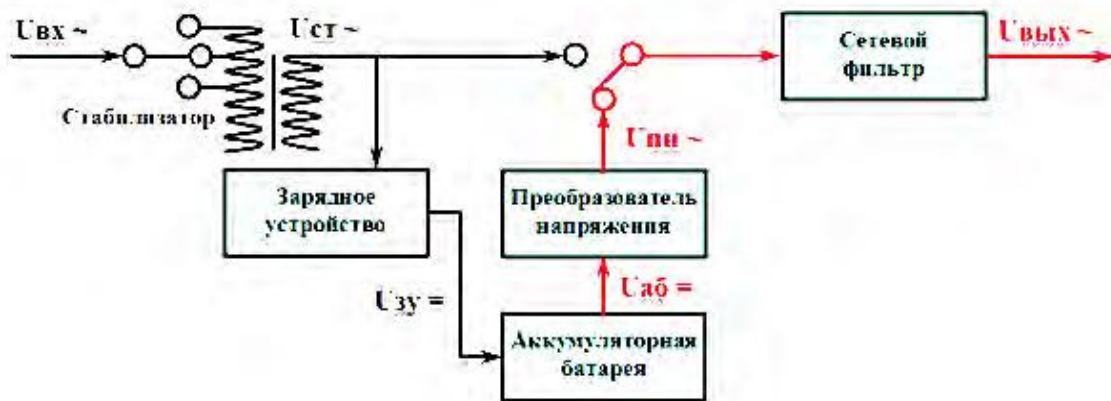 Uвх ~
Uст ~
Сетевой
фильтр
Uвых ~
Стабилизатор
Uпн ~
Зарядное
устройство
Преобразователь
напряжения
Uзу =
Uаб =
Аккумуляторная
батарея